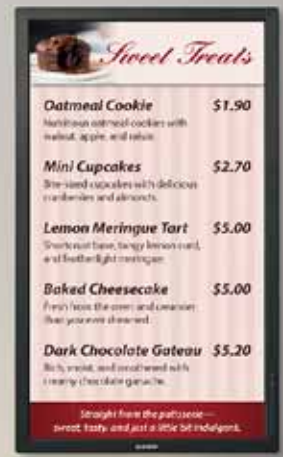 Sweet Treats
Oatmeal Cookie $1.90
Nutritious oatmeal cookies with
walnut, apple, and raisin.
Mini Cupcakes $2.70
Bite-sized cupcakes with delicious
cranberries and almonds.
Lemon Meringue Tart $5.00
Shortcrust base, tangy lemon curd,
and featherlight meringue.
Baked Cheesecake $5.00
Fresh from the oven and creamier
than you ever dreamed.
Dark Chocolate Gateau $5.20
Rich, moist, and smothered with
creamy chocolate ganache.
Straight from the patisserie—
sweet, tasty, and just a little bit indulgent.